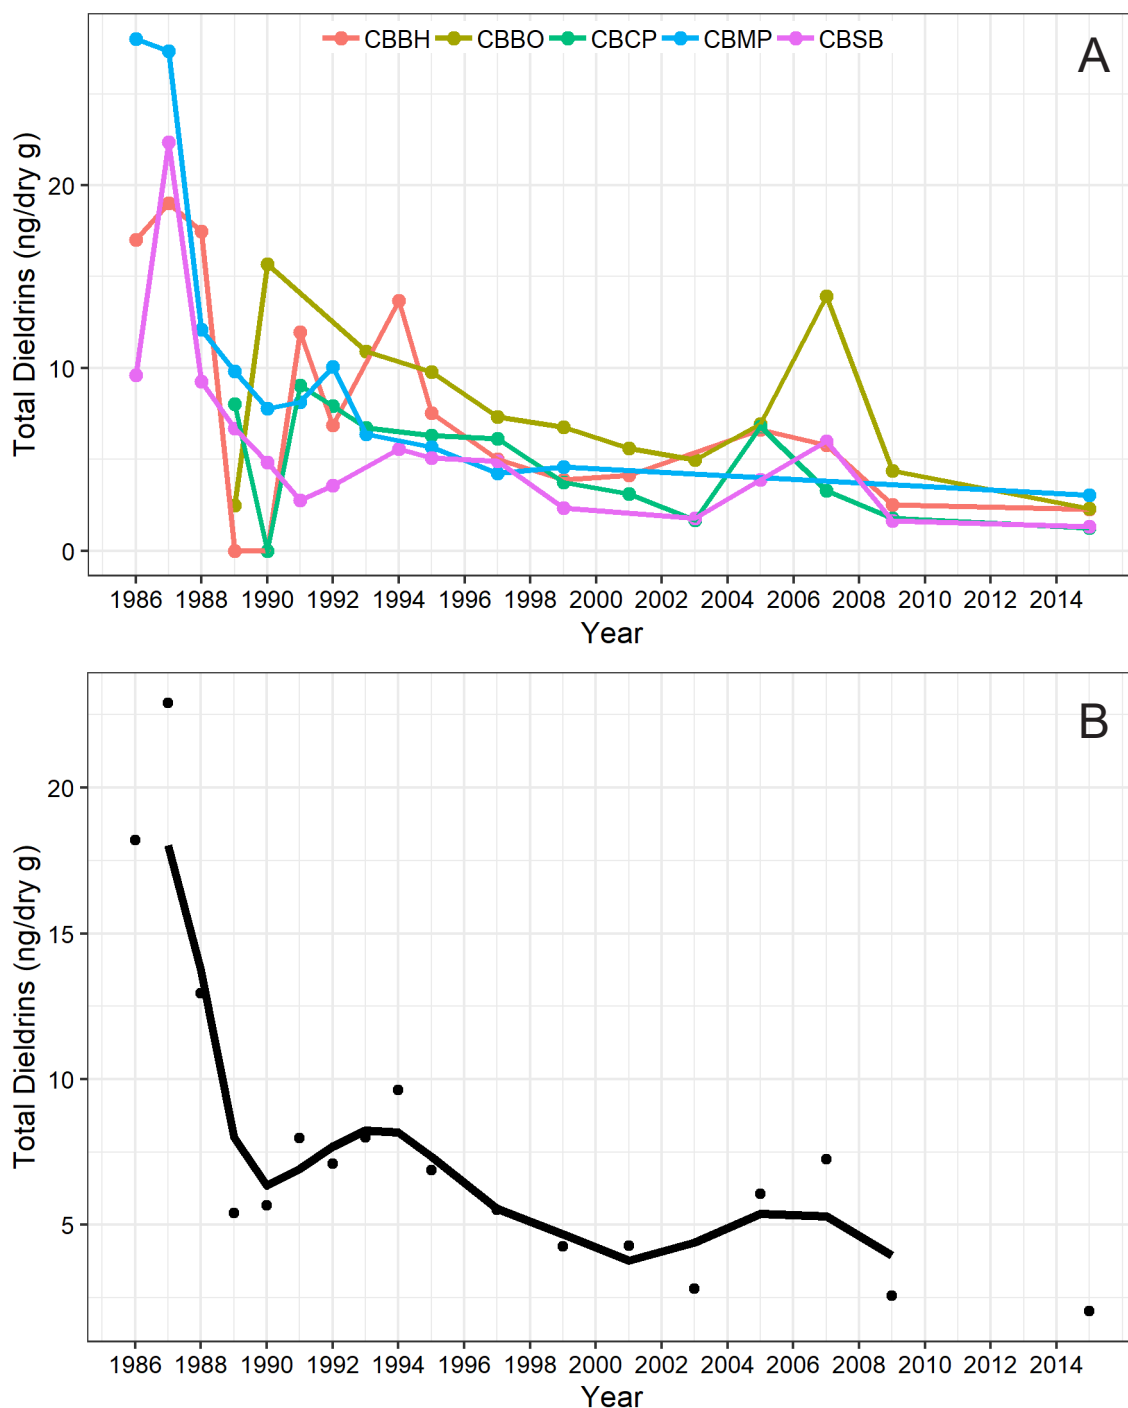 CBBH CBBO CBCP CBMP CBSB
A
Total Dieldrins (ng/dry g)
20
10
0
1986 1988 1990 1992 1994 1996 1998 2000 2002 2004 2006 2008 2010 2012 2014
Year
B
Total Dieldrins (ng/dry g)
20
15
10
5
1986 1988 1990 1992 1994 1996 1998 2000 2002 2004 2006 2008 2010 2012 2014
Year